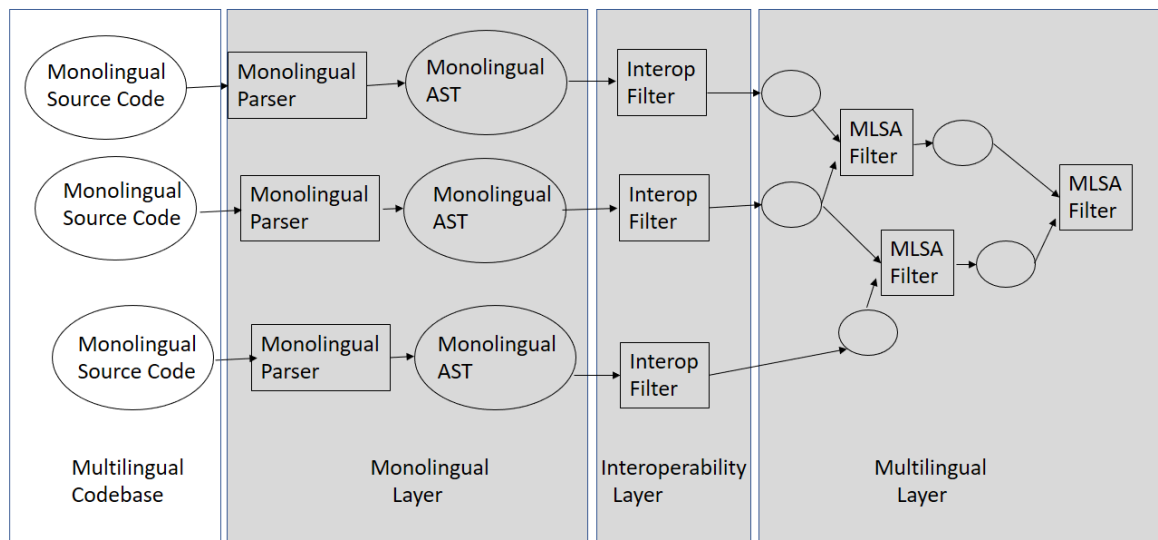 Monolingual
Source Code
Monolingual
Parser
Monolingual
AST
Interop
Filter
Monolingual
Source Code
Monolingual
Parser
Monolingual
AST
Interop
Filter
Monolingual
Source Code
Monolingual
Parser
Monolingual
AST
Interop
Filter
MLSA
Filter
MLSA
Filter
MLSA
Filter
Multilingual
Codebase
Monolingual
Layer
Interoperability
Layer
Multilingual
Layer